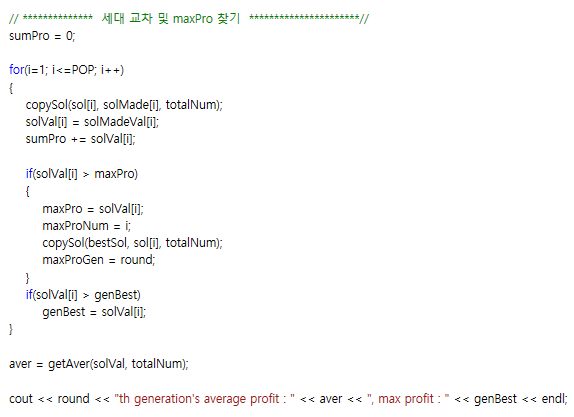 // ************** 세대 교차 및 maxPro 찾기 **********************//
sumPro = 0;
for(i=1; i<=POP; i++)
{
copySol(sol[i], solMade[i], totalNum);
solVal[i] = solMadeVal[i];
sumPro += solVal[i];
if(solVal[i] > maxPro)
{
maxPro = solVal[i];
maxProNum = i;
copySol(bestSol, sol[i], totalNum);
maxProGen = round;
}
if(solVal[i] > genBest)
genBest = solVal[i];
}
aver = getAver(solVal, totalNum);
cout << round << "th generation's average profit : " << aver << ", max profit : " << genBest << endl;